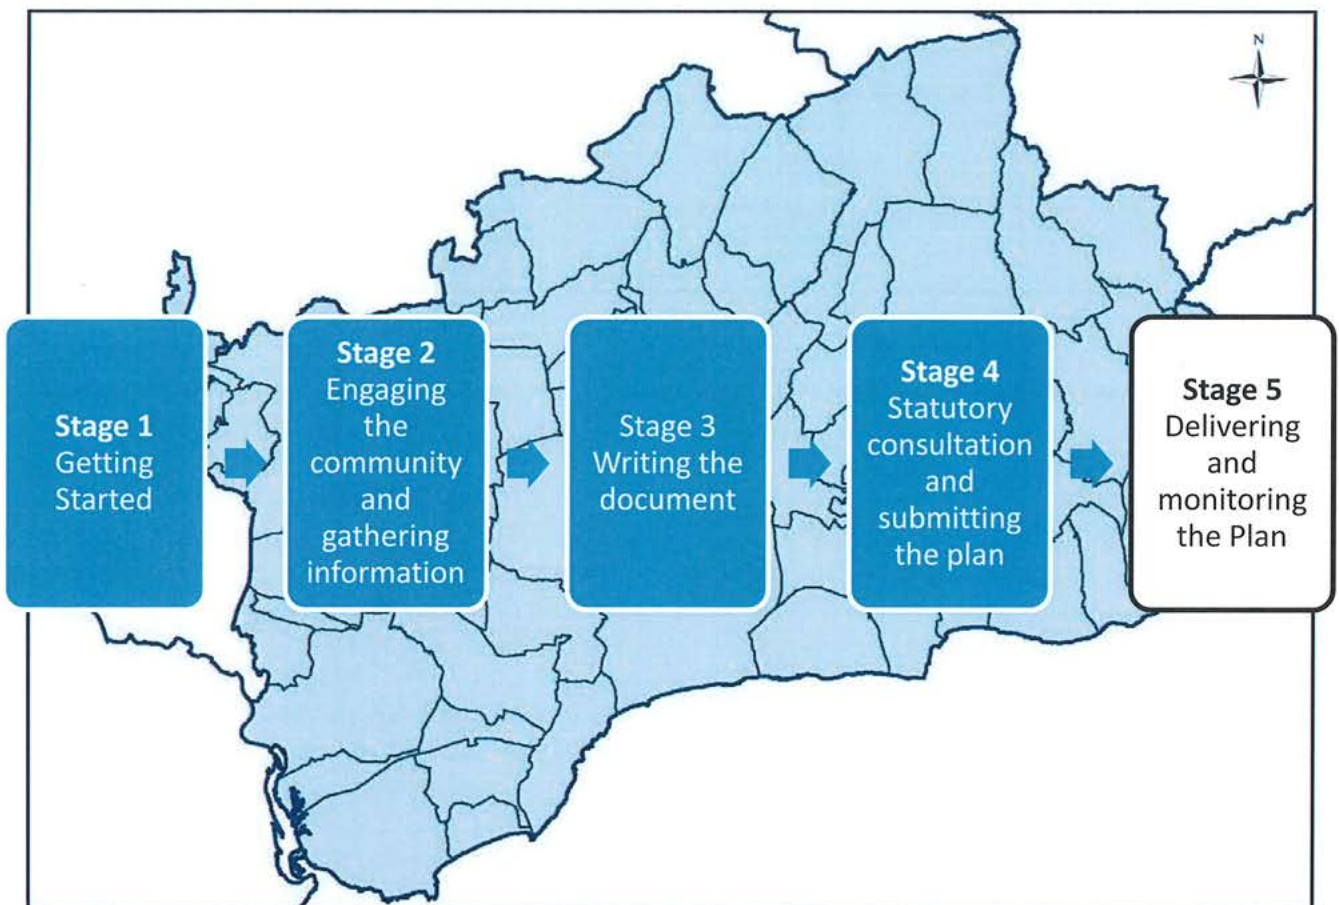 N
Stage 1
Getting
Started
Stage 2
Engaging
the
community
and
gathering
information
Stage 3
Writing the
document
Stage 4
Statutory
consultation
and
submitting
the plan
Stage 5
Delivering
and
monitoring
the Plan